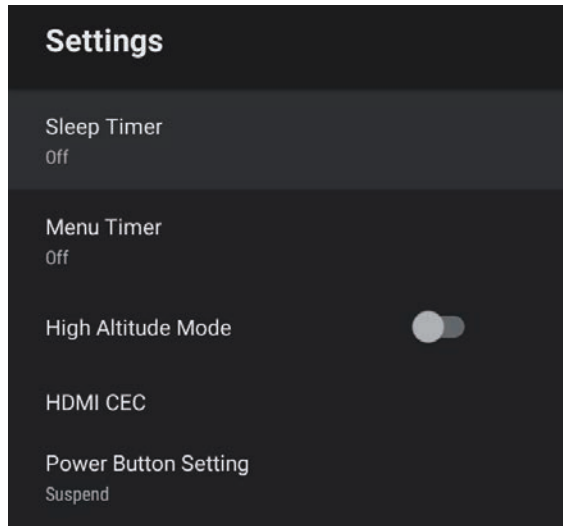 Settings
Sleep Timer
Off
Menu Timer
Off
High Altitude Mode
HDMI CEC
Power Button Setting
Suspend